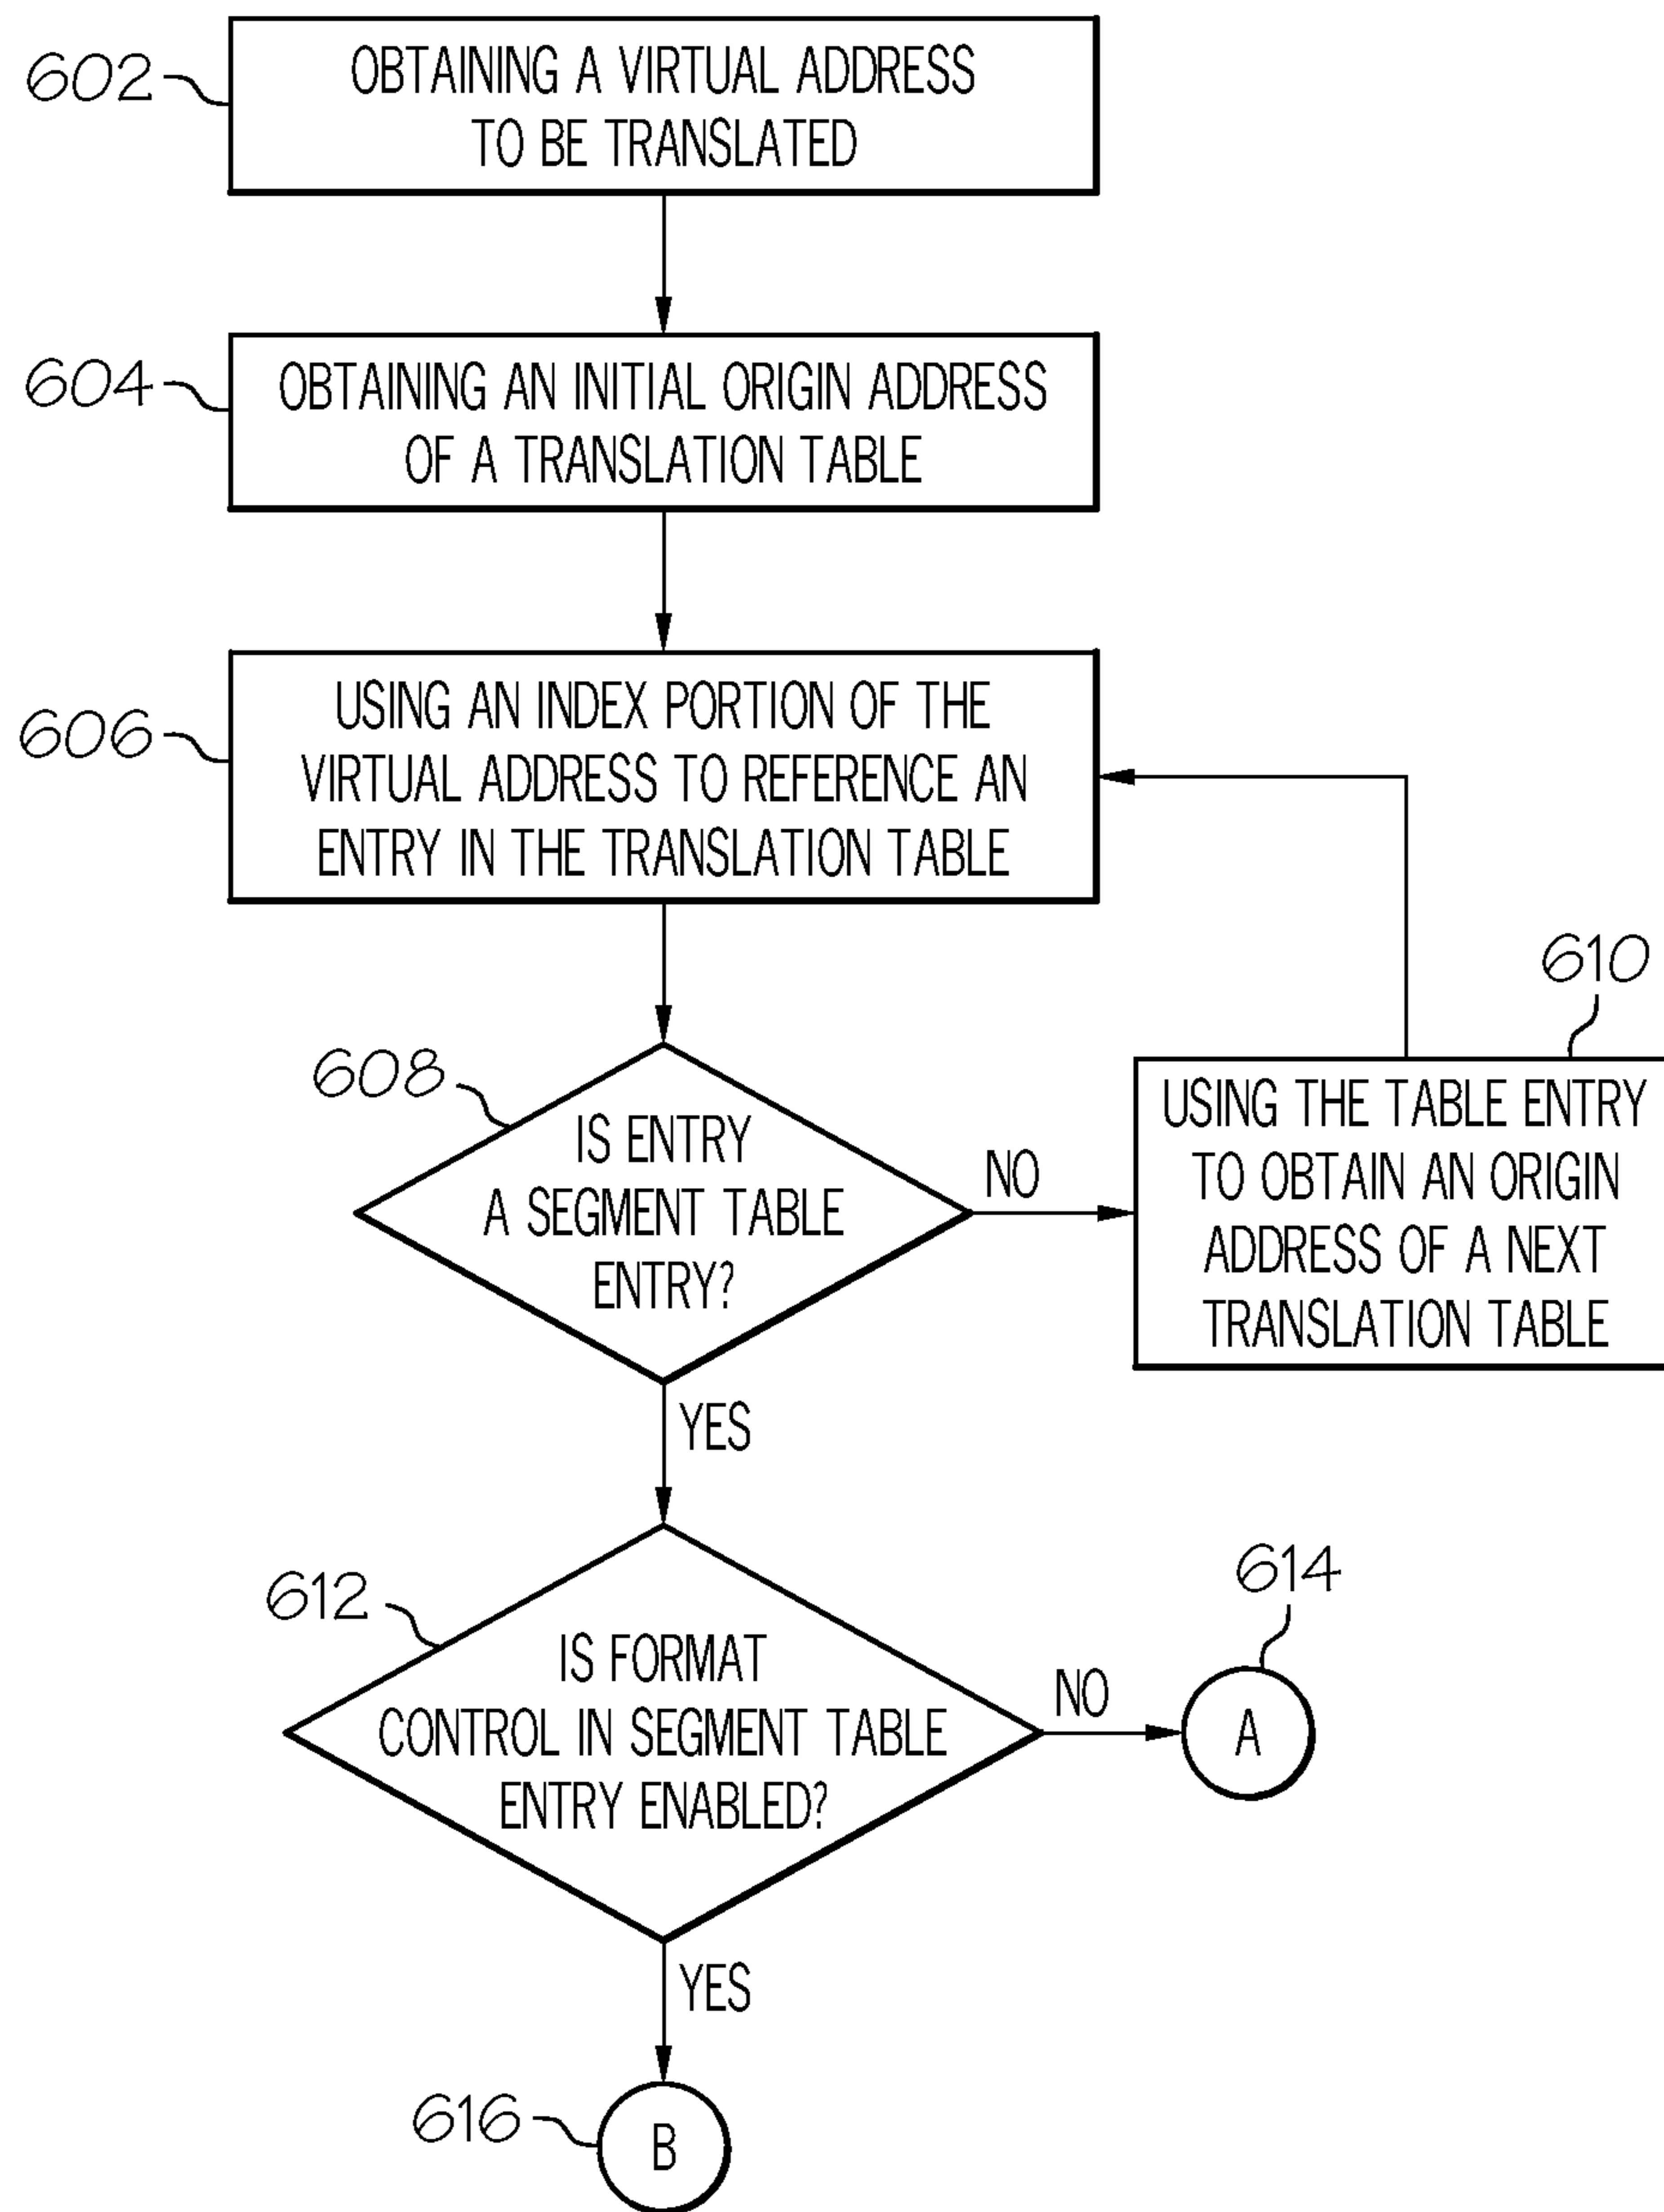 602
OBTAINING A VIRTUAL ADDRESS
TO BE TRANSLATED
604
OBTAINING AN INITIAL ORIGIN ADDRESS
OF A TRANSLATION TABLE
606
USING AN INDEX PORTION OF THE
VIRTUAL ADDRESS TO REFERENCE AN
ENTRY IN THE TRANSLATION TABLE
608
IS ENTRY
A SEGMENT TABLE
ENTRY?
NO
610
USING THE TABLE ENTRY
TO OBTAIN AN ORIGIN
ADDRESS OF A NEXT
TRANSLATION TABLE
YES
612
IS FORMAT
CONTROL IN SEGMENT TABLE
ENTRY ENABLED?
NO
614
A
YES
616
B